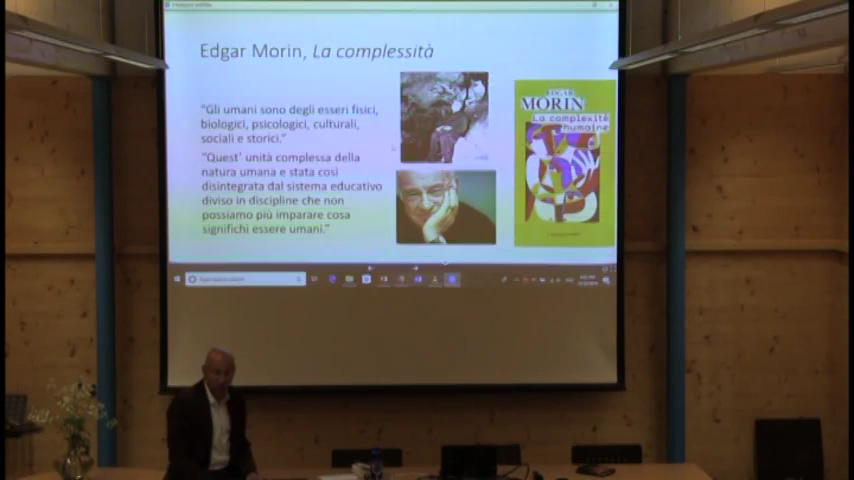 Edgar Morin, La complessità
"Gli umani sono degli esseri fisici,
biologici, psicologici, culturali,
sociali e storici."
"Quest' unità complessa della
natura umana e stata così
disintegrata dal sistema educativo
diviso in discipline che non
possiamo più imparare cosa
significhi essere umani."
EDGAR
MORIN
La complexité
humaine